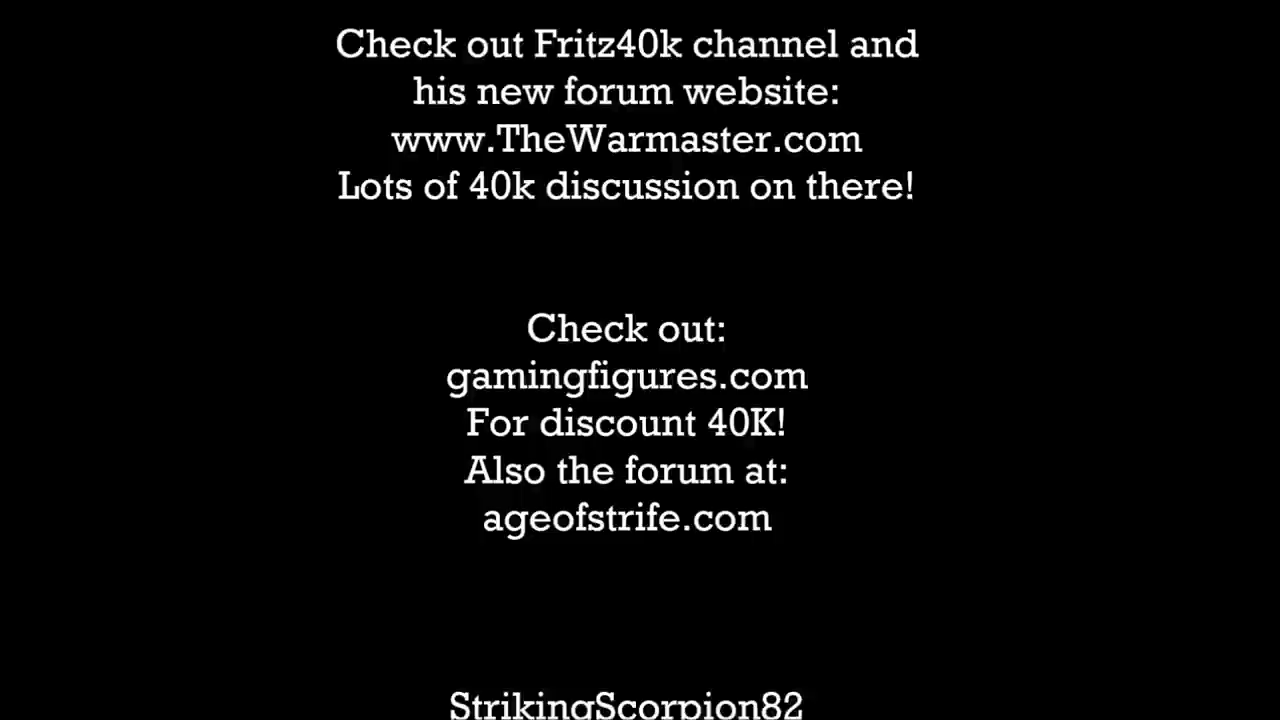 Check out Fritz40k channel and
his new forum website:
www.TheWarmaster.com
Lots of 40k discussion on there!
Check out:
gamingfigures.com
For discount 40K!
Also the forum at:
ageofstrife.com
StrikingScorpion82